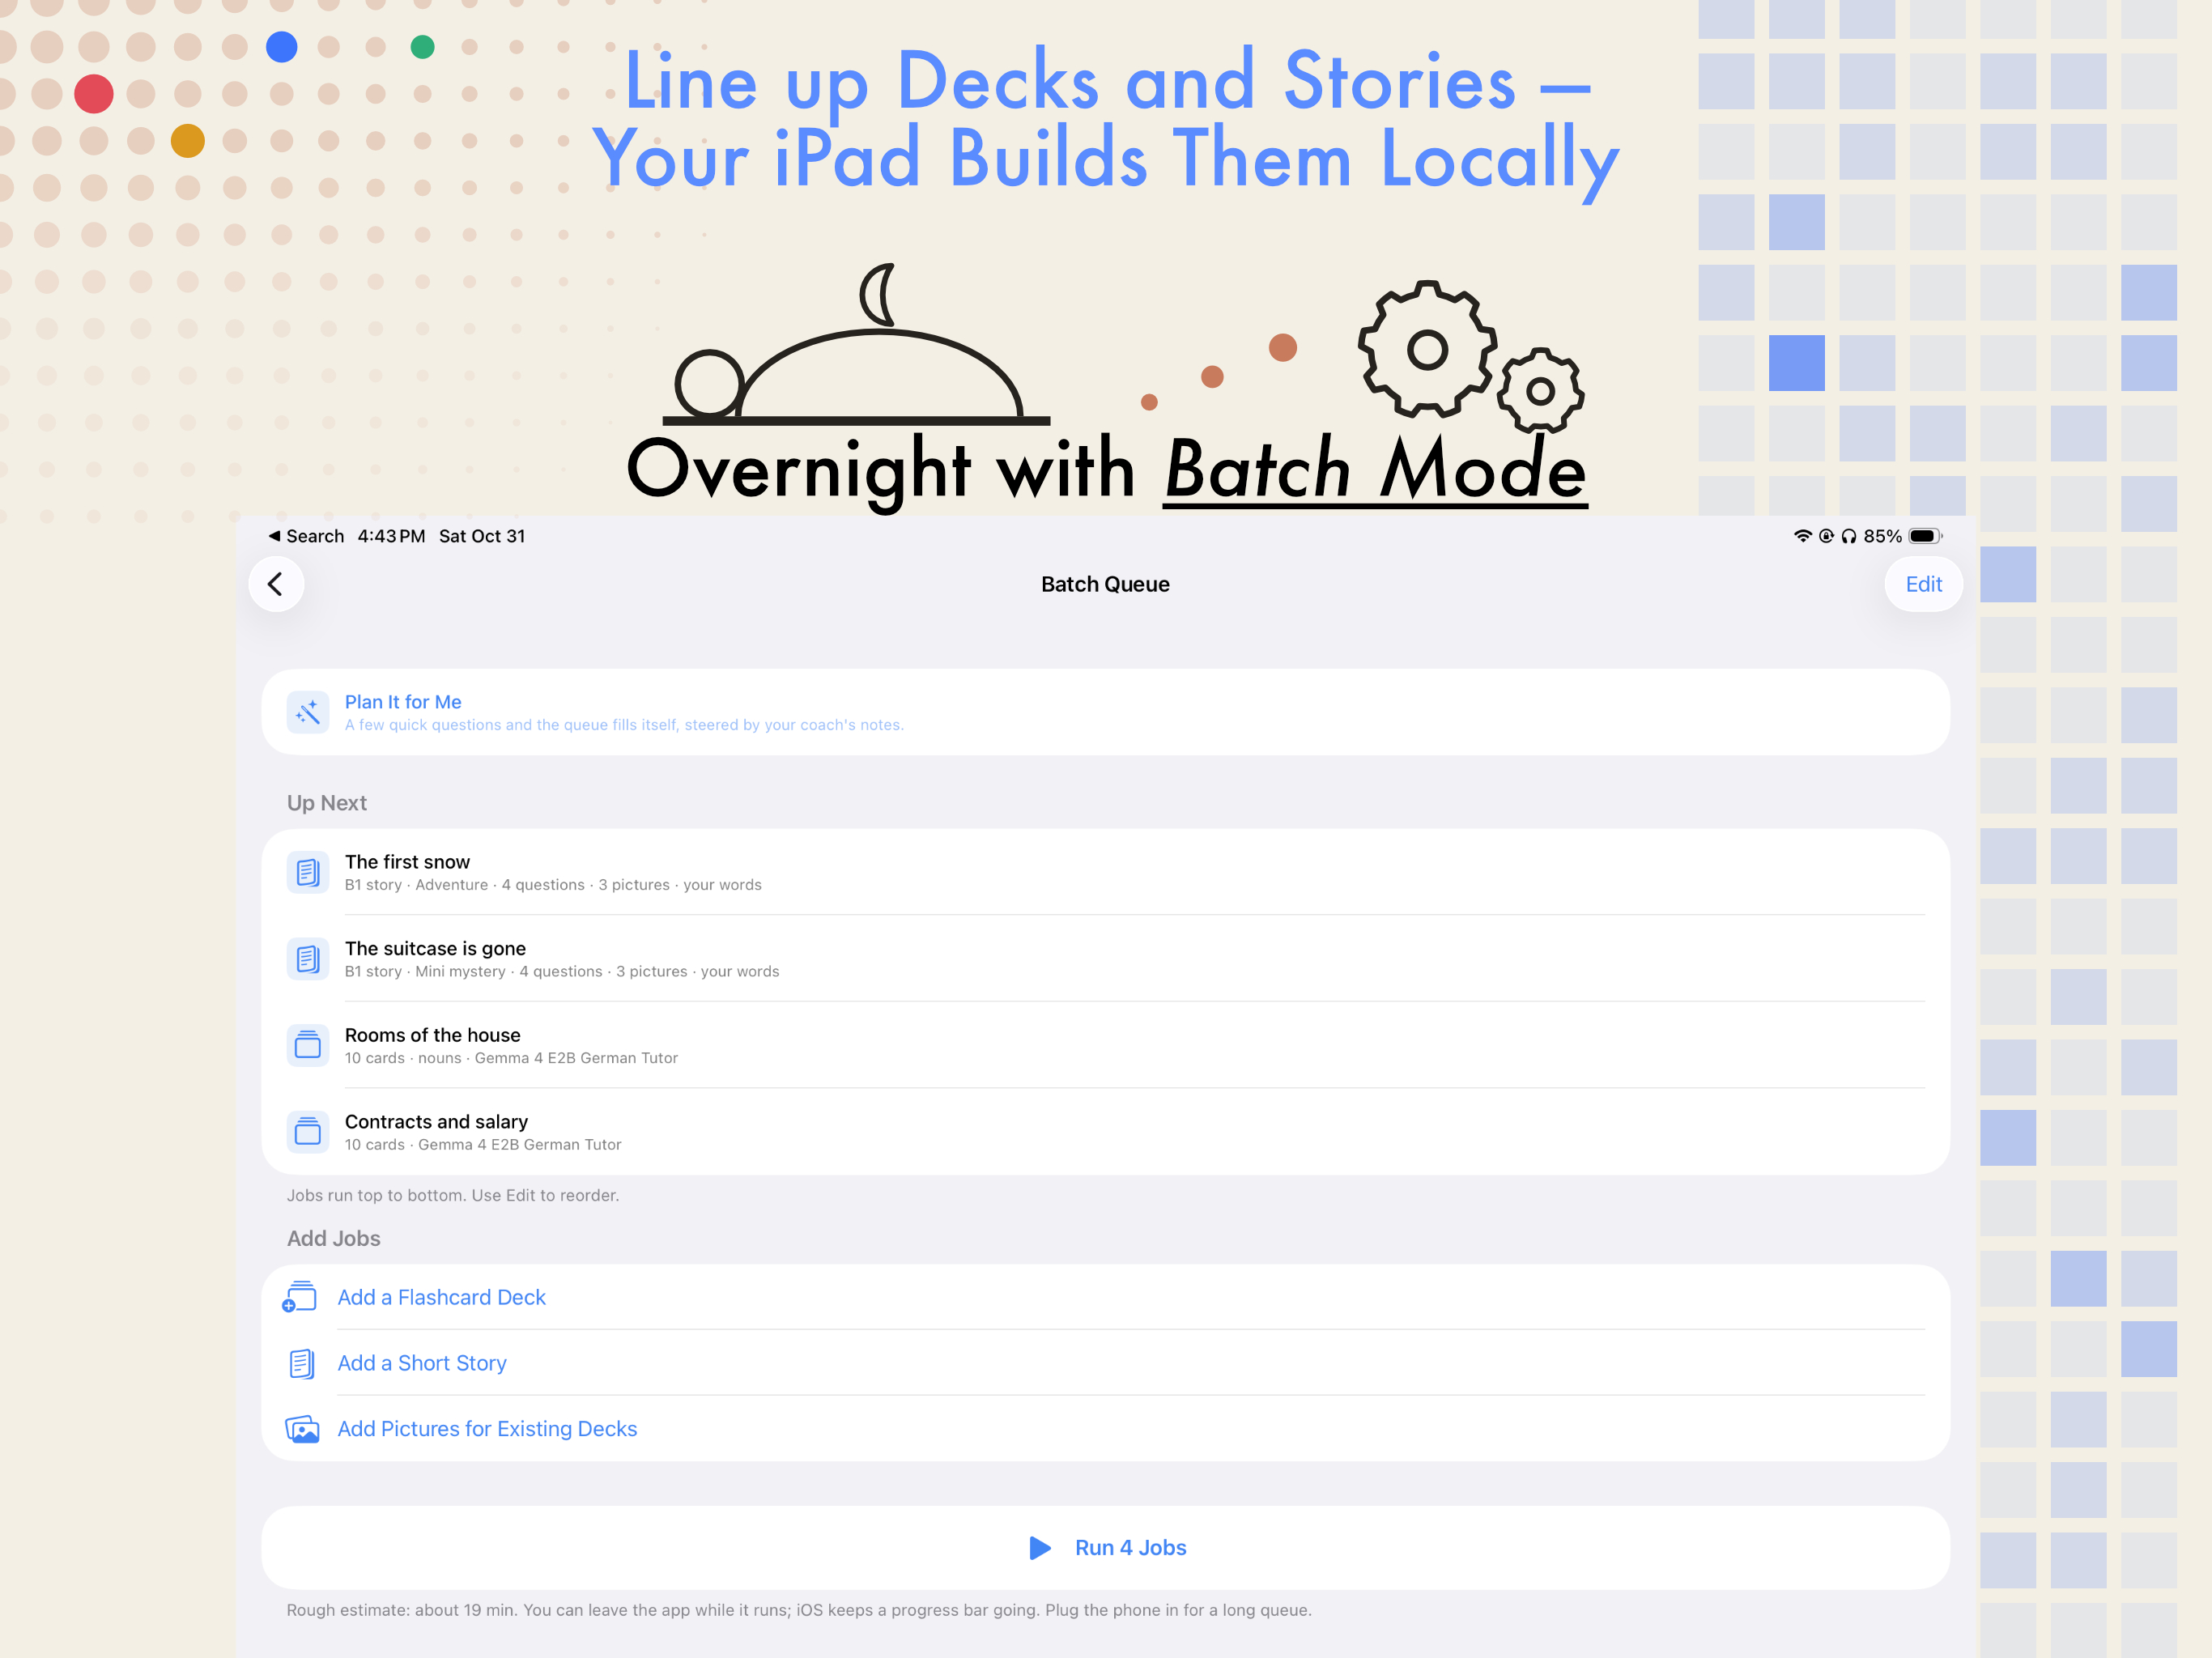 Line up Decks and Stories —
Your iPad Builds Them Locally
Overnight with Batch Mode
Search 4:43 PM Sat Oct 31
85%
Batch Queue
Edit
Plan It for Me
A few quick questions and the queue fills itself, steered by your coach's notes.
Up Next
The first snow
B1 story · Adventure · 4 questions · 3 pictures · your words
The suitcase is gone
B1 story · Mini mystery · 4 questions · 3 pictures · your words
Rooms of the house
10 cards · nouns · Gemma 4 E2B German Tutor
Contracts and salary
10 cards · Gemma 4 E2B German Tutor
Jobs run top to bottom. Use Edit to reorder.
Add Jobs
Add a Flashcard Deck
Add a Short Story
Add Pictures for Existing Decks
Run 4 Jobs
Rough estimate: about 19 min. You can leave the app while it runs; iOS keeps a progress bar going. Plug the phone in for a long queue.